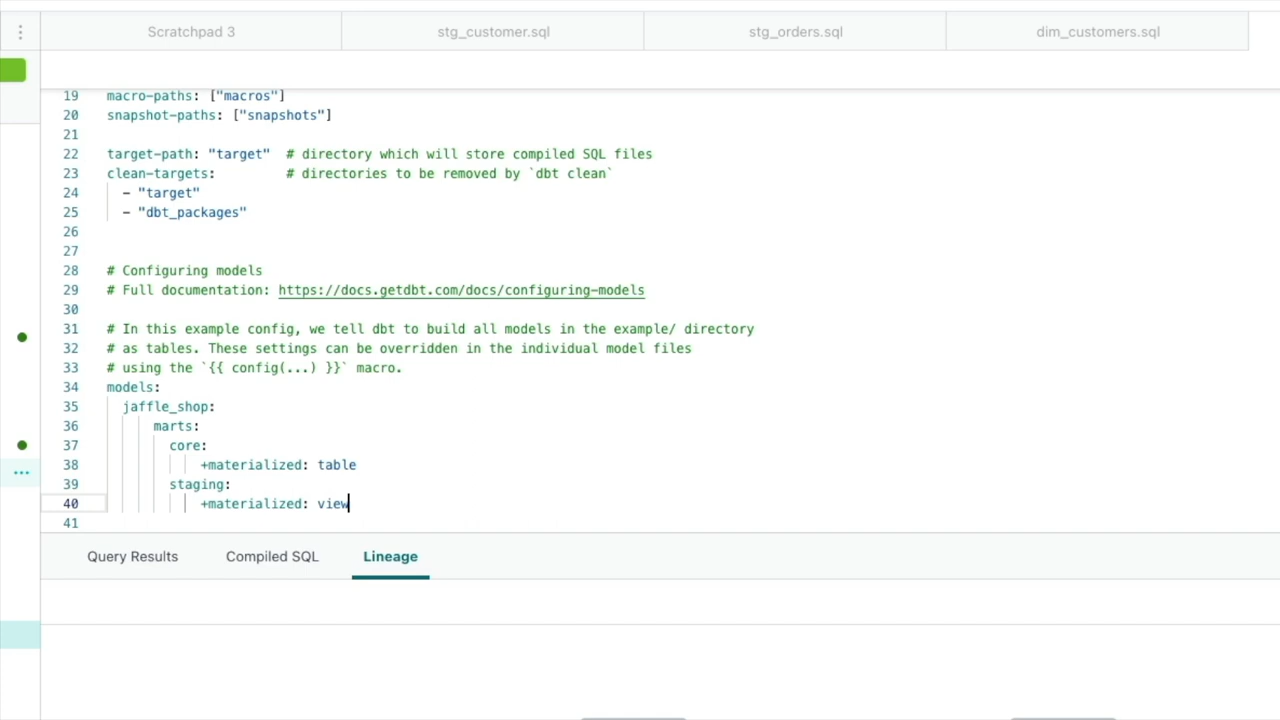 Scratchpad 3 stg_customer.sql stg_orders.sql dim_customers.sql
19 macro-paths: ["macros"]
20 snapshot-paths: ["snapshots"]
21
22 target-path: "target"  # directory which will store compiled SQL files
23 clean-targets:         # directories to be removed by `dbt clean`
24   - "target"
25   - "dbt_packages"
26
27
28 # Configuring models
29 # Full documentation: https://docs.getdbt.com/docs/configuring-models
30
31 # In this example config, we tell dbt to build all models in the example/ directory
32 # as tables. These settings can be overridden in the individual model files
33 # using the `{{ config(...) }}` macro.
34 models:
35   jaffle_shop:
36       marts:
37         core:
38             +materialized: table
39         staging:
40             +materialized: view
41
Query Results Compiled SQL Lineage